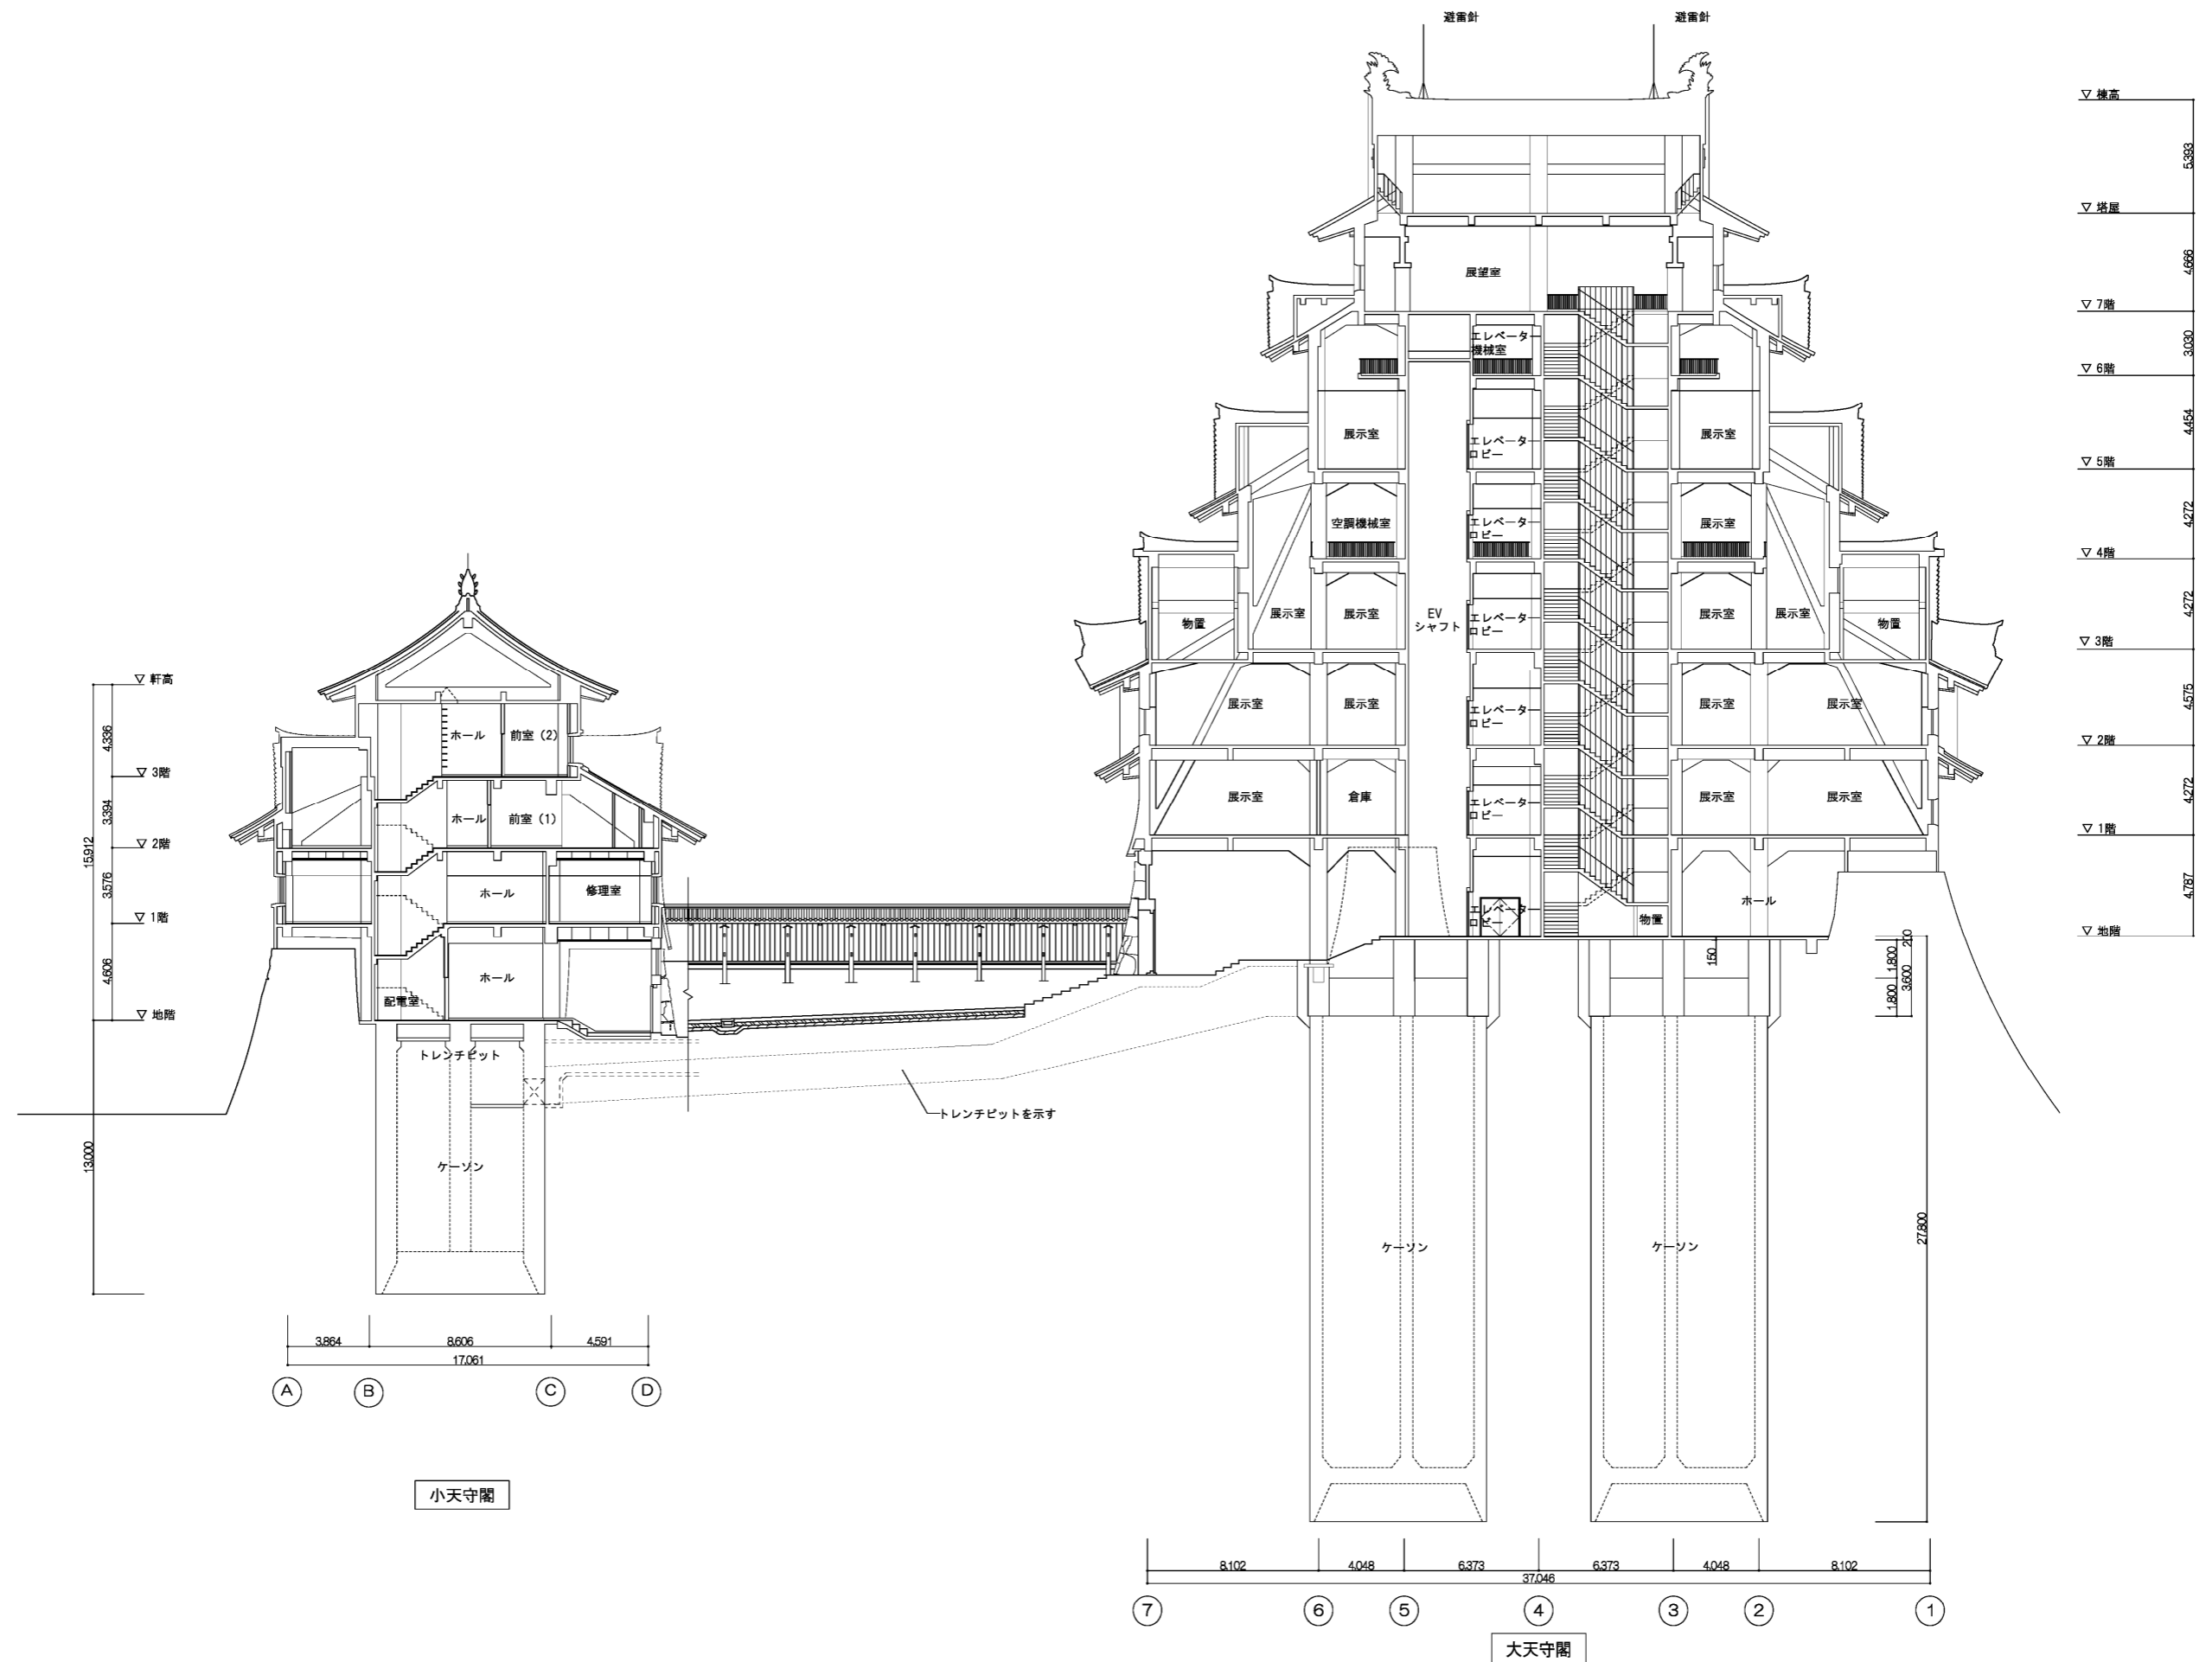 避雷針
避雷針
▽ 棟高
5.393
▽ 塔屋
4.666
展望室
▽ 7階
3.030
エレベーター
機械室
▽ 6階
4.454
展示室
エレベーター
ロビー
展示室
▽ 5階
4.272
空調機械室
エレベーター
ロビー
展示室
▽ 4階
4.272
物置
展示室
展示室
EV
シャフト
エレベーター
ロビー
展示室
展示室
物置
▽ 3階
4.575
展示室
展示室
エレベーター
ロビー
展示室
展示室
▽ 2階
4.272
展示室
倉庫
エレベーター
ロビー
展示室
展示室
▽ 1階
4.787
エレベーター
ロビー
物置
ホール
▽ 地階
150
200
1.800
1.800
3.600
27.800
ケーソン
ケーソン
8.102
4.048
6.373
6.373
4.048
8.102
37.046
7
6
5
4
3
2
1
大天守閣
▽ 軒高
4.336
ホール
前室（2）
▽ 3階
3.394
ホール
前室（1）
▽ 2階
15.912
3.576
ホール
修理室
▽ 1階
4.606
ホール
配電室
▽ 地階
トレンチピット
トレンチピットを示す
13.000
ケーソン
3.864
8.606
4.591
17.061
A
B
C
D
小天守閣